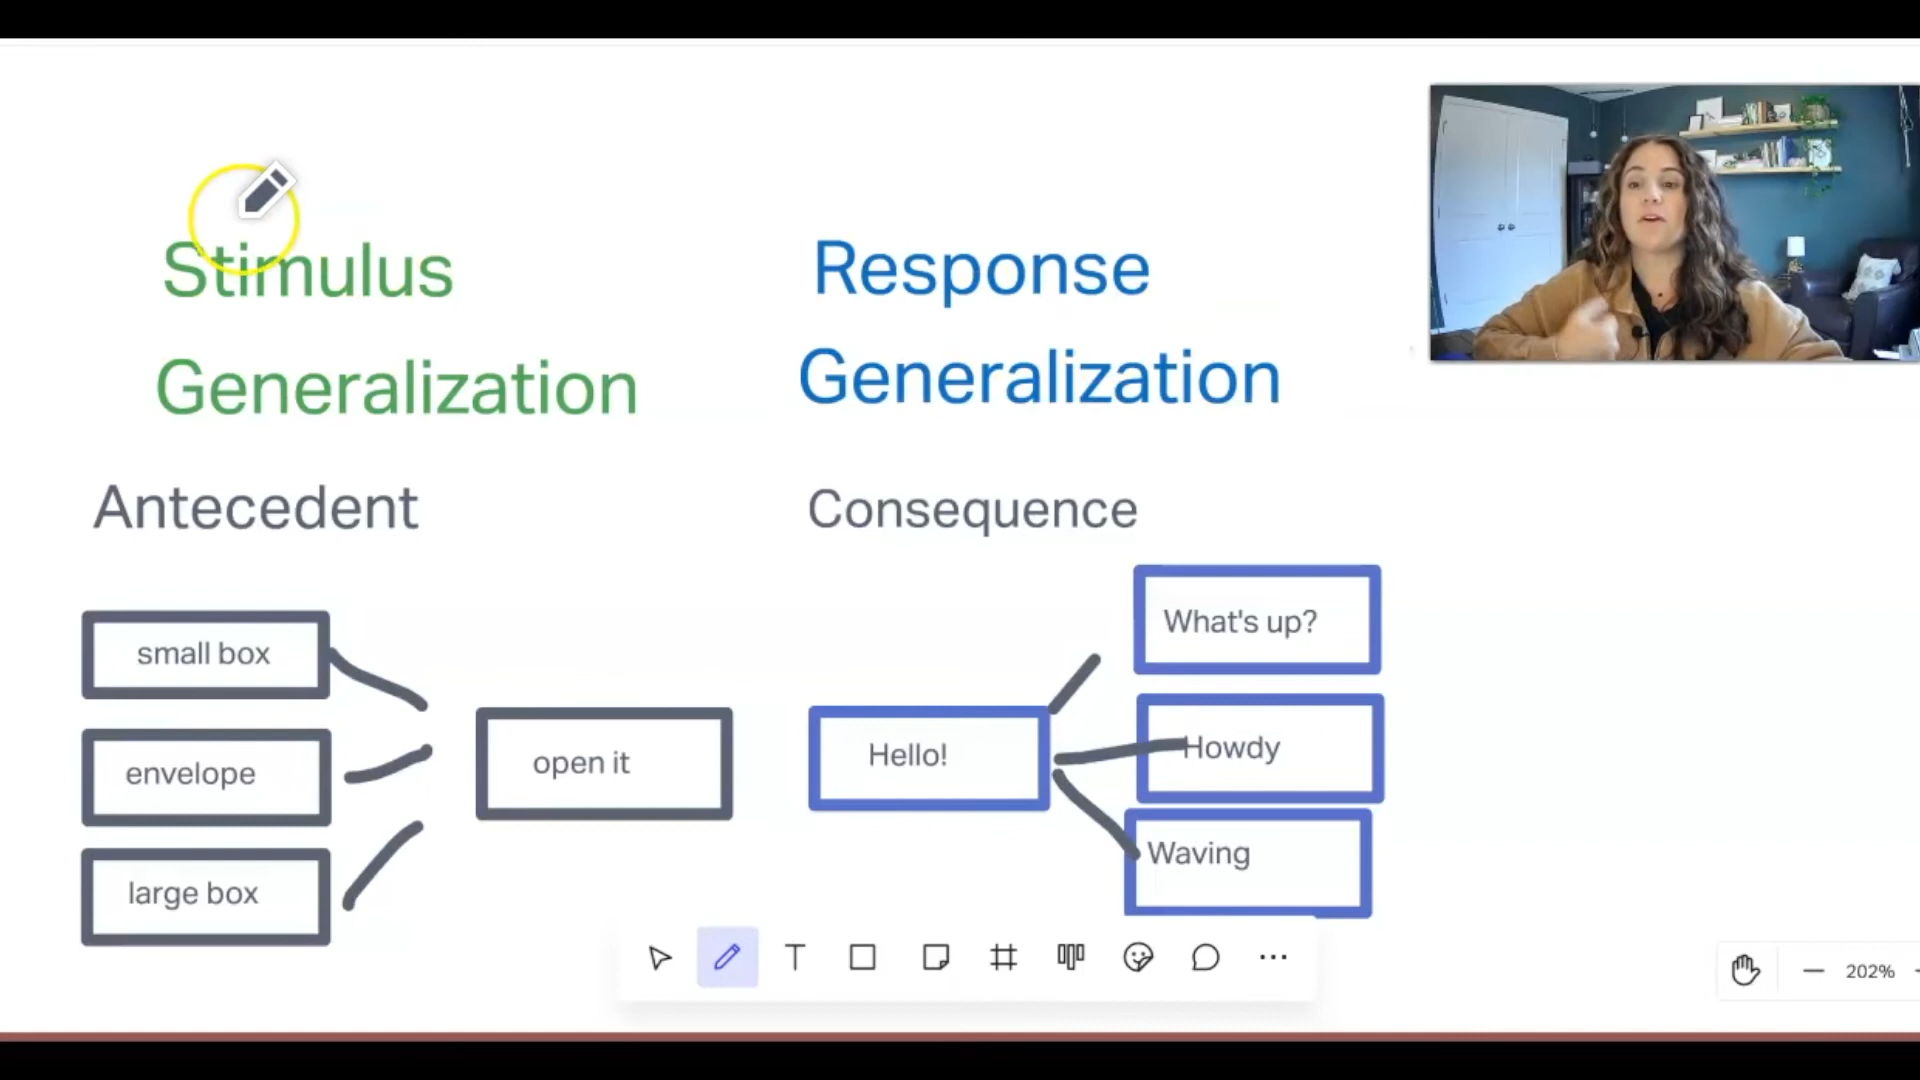 Stimulus
Generalization
Antecedent
small box
envelope
large box
open it
Response
Generalization
Consequence
Hello!
What's up?
Howdy
Waving
T
202%